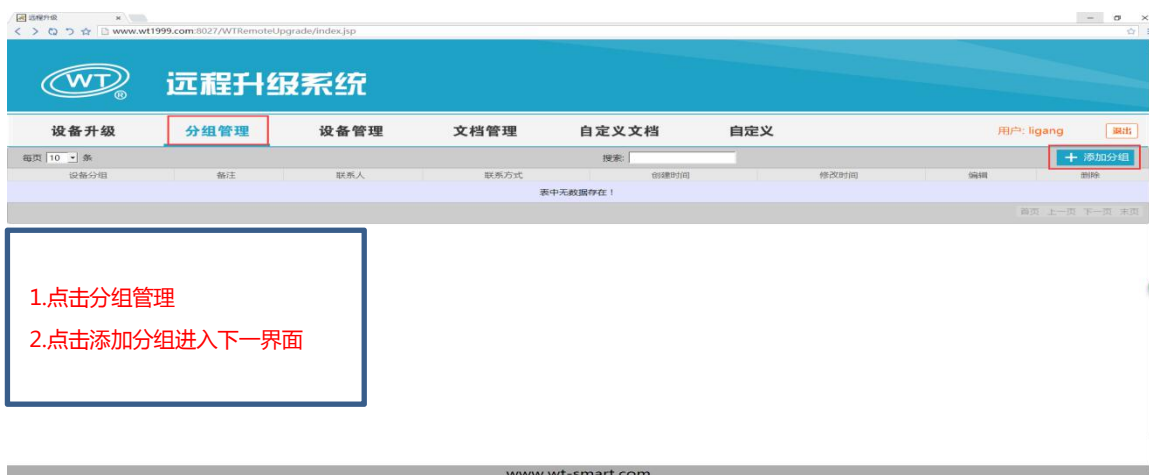 远程升级
www.wt1999.com:8027/WTRemoteUpgrade/index.jsp
WT® 远程升级系统
设备升级 分组管理 设备管理 文档管理 自定义文档 自定义 用户: ligang 退出
每页 10 条 搜索: + 添加分组
设备分组 备注 联系人 联系方式 创建时间 修改时间 编辑 删除
表中无数据存在！
首页 上一页 下一页 末页
1.点击分组管理
2.点击添加分组进入下一界面
www.wt-smart.com